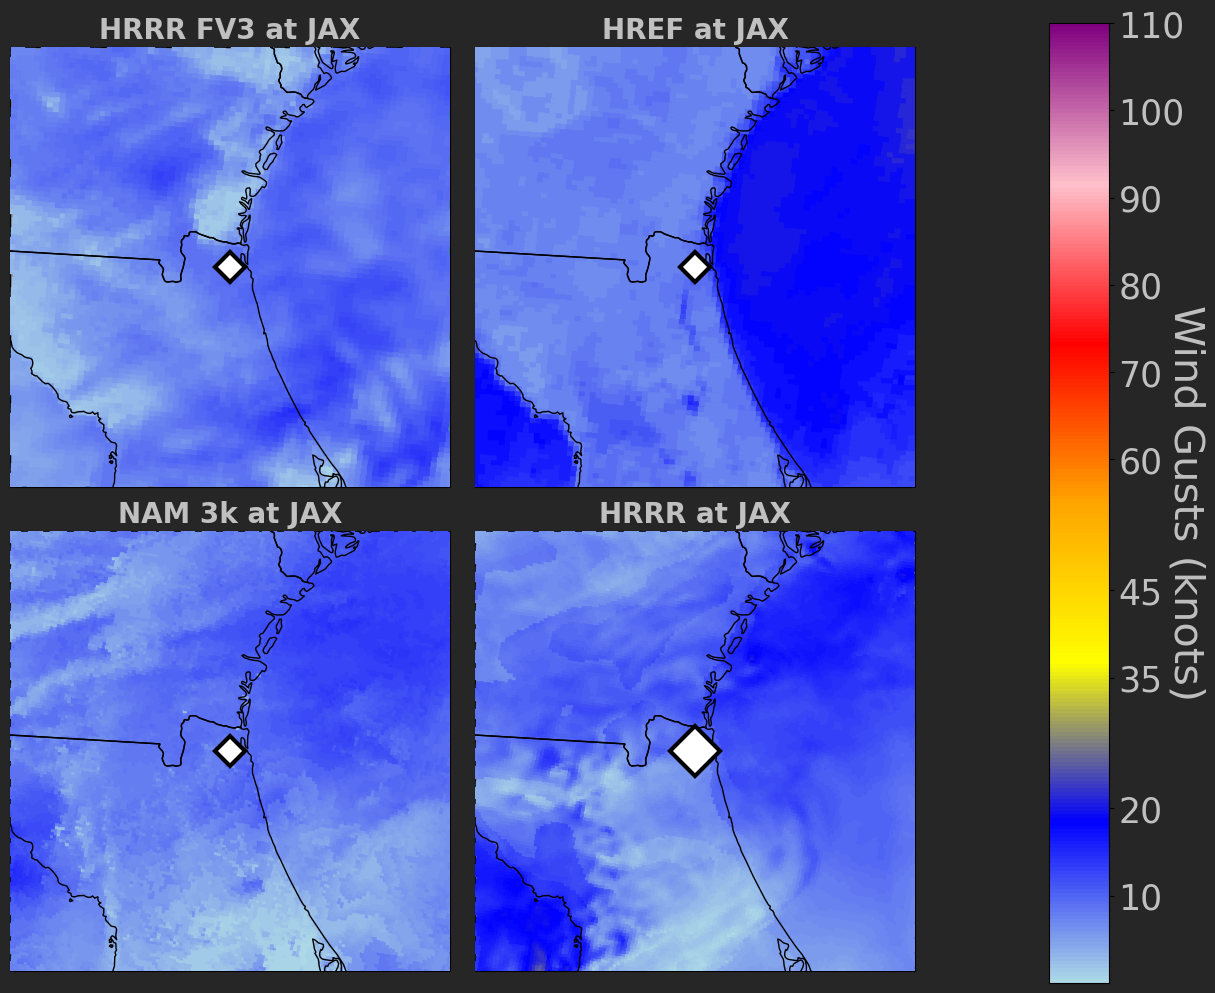 HRRR FV3 at JAX
HREF at JAX
NAM 3k at JAX
HRRR at JAX
110
100
90
80
70
60
45
35
20
10
Wind Gusts (knots)